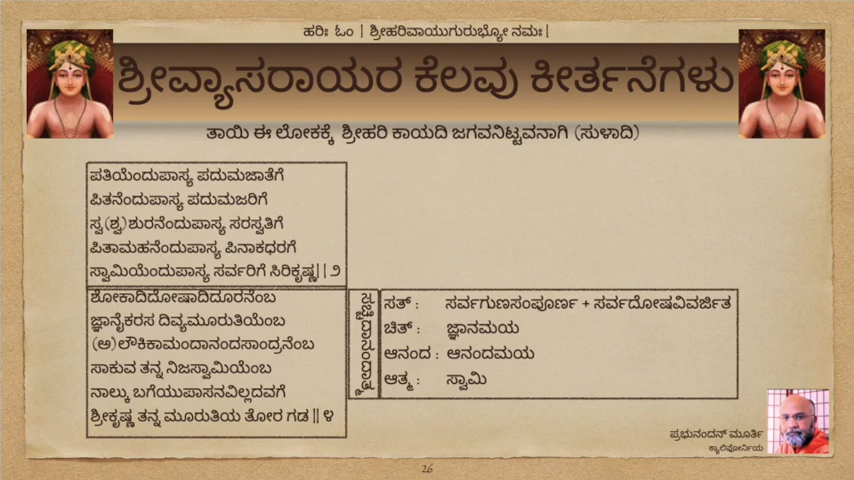 ಹರಿಃ ಓಂ | ಶ್ರೀಹರಿವಾಯುಗುರುಭ್ಯೋ ನಮಃ|
ಶ್ರೀವ್ಯಾಸರಾಯರ ಕೆಲವು ಕೀರ್ತನೆಗಳು
ತಾಯಿ ಈ ಲೋಕಕ್ಕೆ ಶ್ರೀಹರಿ ಕಾಯದಿ ಜಗವನಿಟ್ಟವನಾಗಿ (ಸುಳಾದಿ)
ಪತಿಯೆಂದುಪಾಸ್ಯ ಪದುಮಜಾತೆಗೆ
ಪಿತನೆಂದುಪಾಸ್ಯ ಪದುಮಜರಿಗೆ
ಸ್ವ(ಶ್ವ)ಶುರನೆಂದುಪಾಸ್ಯ ಸರಸ್ವತಿಗೆ
ಪಿತಾಮಹನೆಂದುಪಾಸ್ಯ ಪಿನಾಕಧರಗೆ
ಸ್ವಾಮಿಯೆಂದುಪಾಸ್ಯ ಸರ್ವರಿಗೆ ಸಿರಿಕೃಷ್ಣ|| ೨
ಶೋಕಾದಿದೋಷಾದಿದೂರನೆಂಬ
ಜ್ಞಾನೈಕರಸ ದಿವ್ಯಮೂರುತಿಯೆಂಬ
(ಅ)ಲೌಕಿಕಾಮಂದಾನಂದಸಾಂದ್ರನೆಂಬ
ಸಾಕುವ ತನ್ನ ನಿಜಸ್ವಾಮಿಯೆಂಬ
ನಾಲ್ಕು ಬಗೆಯುಪಾಸನವಿಲ್ಲದವಗೆ
ಶ್ರೀಕೃಷ್ಣ ತನ್ನ ಮೂರುತಿಯ ತೋರ ಗಡ || ೪
ಸಚ್ಚಿದಾನಂದಾತ್ಮ
ಸತ್ : ಸರ್ವಗುಣಸಂಪೂರ್ಣ + ಸರ್ವದೋಷವಿವರ್ಜಿತ
ಚಿತ್ : ಜ್ಞಾನಮಯ
ಆನಂದ : ಆನಂದಮಯ
ಆತ್ಮ : ಸ್ವಾಮಿ
ಪ್ರಭುನಂದನ್ ಮೂರ್ತಿ
ಕ್ಯಾಲಿಫೋರ್ನಿಯ
26